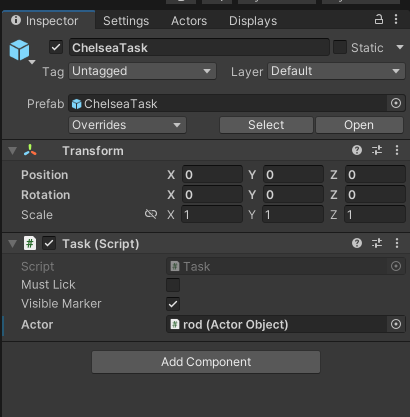 Inspector Settings Actors Displays
ChelseaTask Static
Tag Untagged Layer Default
Prefab ChelseaTask
Overrides Select Open
Transform
Position X 0 Y 0 Z 0
Rotation X 0 Y 0 Z 0
Scale X 1 Y 1 Z 1
# Task (Script)
Script # Task
Must Lick
Visible Marker
Actor # rod (Actor Object)
Add Component